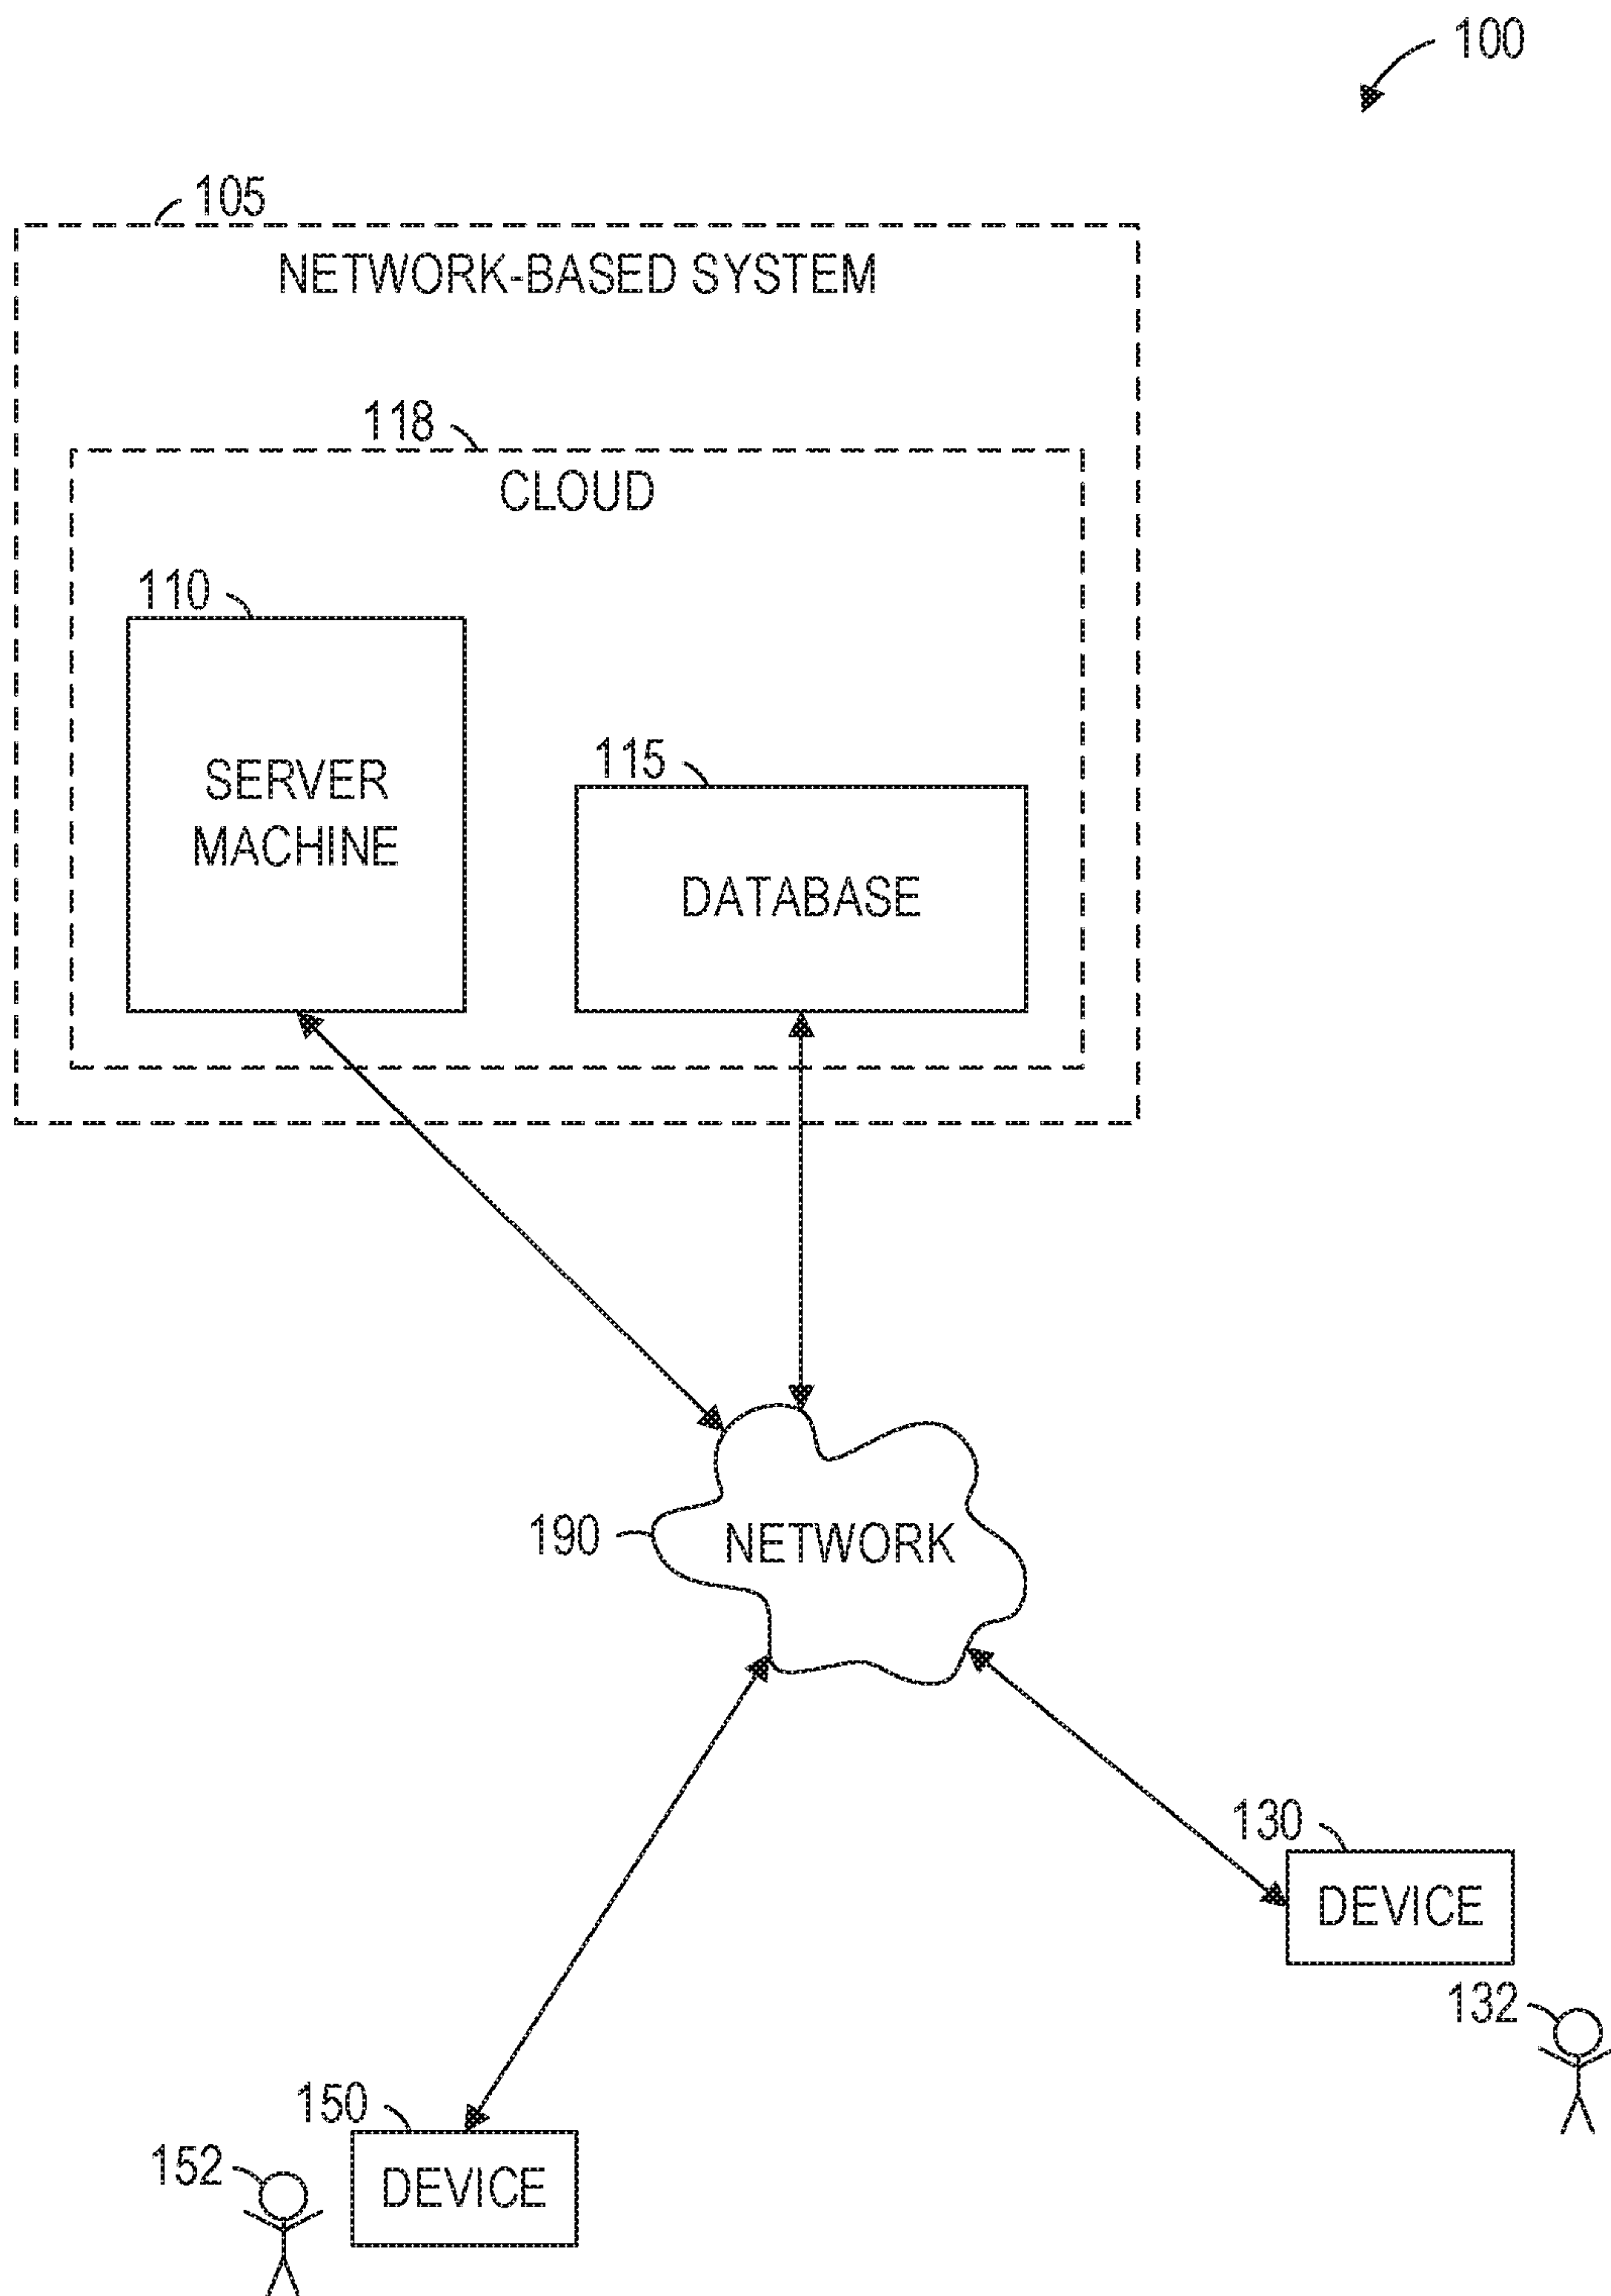 100
105
NETWORK-BASED SYSTEM
118
CLOUD
110
SERVER
MACHINE
115
DATABASE
190
NETWORK
130
DEVICE
132
150
DEVICE
152